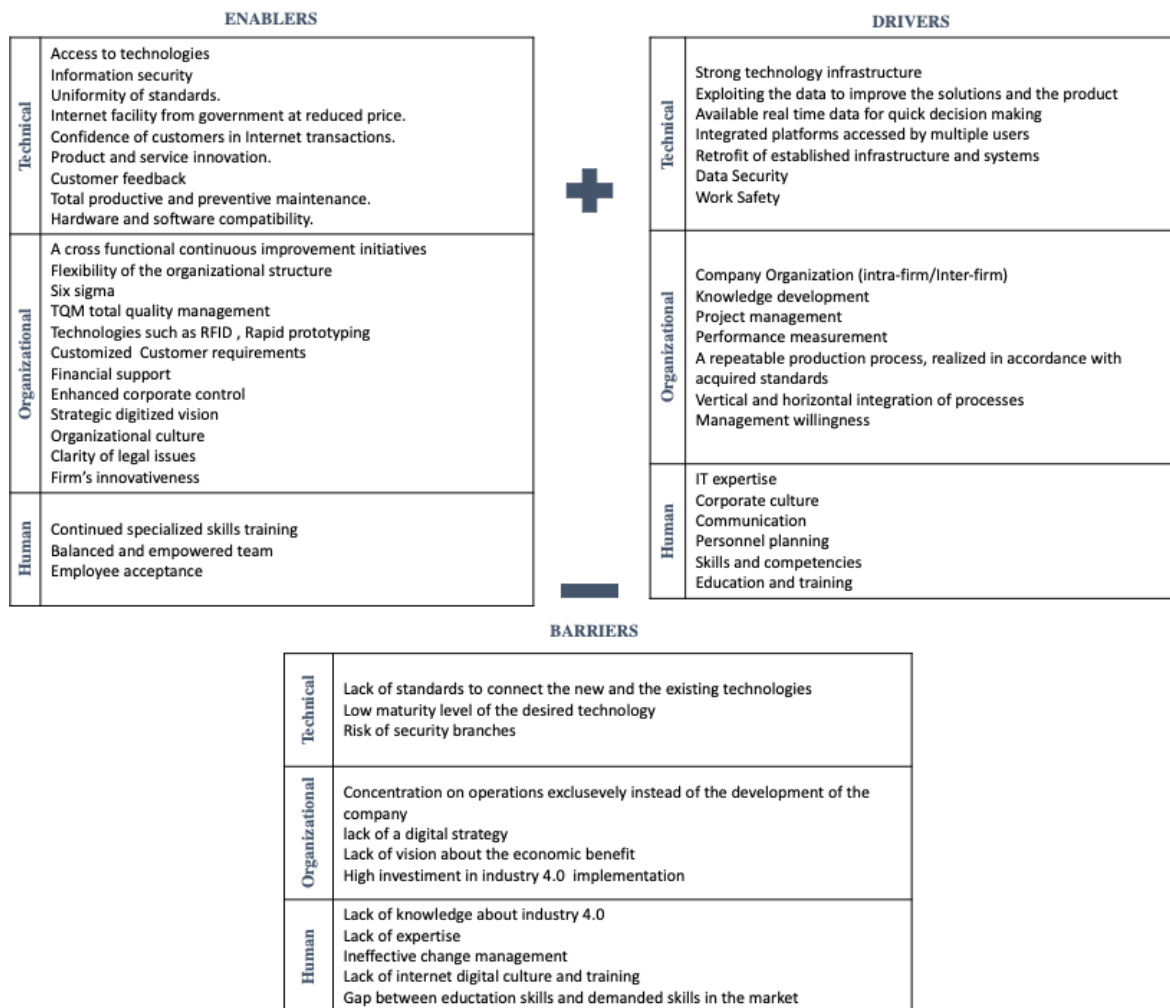 ENABLERS
Technical
Access to technologies
Information security
Uniformity of standards.
Internet facility from government at reduced price.
Confidence of customers in Internet transactions.
Product and service innovation.
Customer feedback
Total productive and preventive maintenance.
Hardware and software compatibility.
Organizational
A cross functional continuous improvement initiatives
Flexibility of the organizational structure
Six sigma
TQM total quality management
Technologies such as RFID , Rapid prototyping
Customized Customer requirements
Financial support
Enhanced corporate control
Strategic digitized vision
Organizational culture
Clarity of legal issues
Firm's innovativeness
Human
Continued specialized skills training
Balanced and empowered team
Employee acceptance
DRIVERS
Technical
Strong technology infrastructure
Exploiting the data to improve the solutions and the product
Available real time data for quick decision making
Integrated platforms accessed by multiple users
Retrofit of established infrastructure and systems
Data Security
Work Safety
Organizational
Company Organization (intra-firm/Inter-firm)
Knowledge development
Project management
Performance measurement
A repeatable production process, realized in accordance with
acquired standards
Vertical and horizontal integration of processes
Management willingness
Human
IT expertise
Corporate culture
Communication
Personnel planning
Skills and competencies
Education and training
BARRIERS
Technical
Lack of standards to connect the new and the existing technologies
Low maturity level of the desired technology
Risk of security branches
Organizational
Concentration on operations exclusevely instead of the development of the
company
lack of a digital strategy
Lack of vision about the economic benefit
High investiment in industry 4.0 implementation
Human
Lack of knowledge about industry 4.0
Lack of expertise
Ineffective change management
Lack of internet digital culture and training
Gap between eductation skills and demanded skills in the market